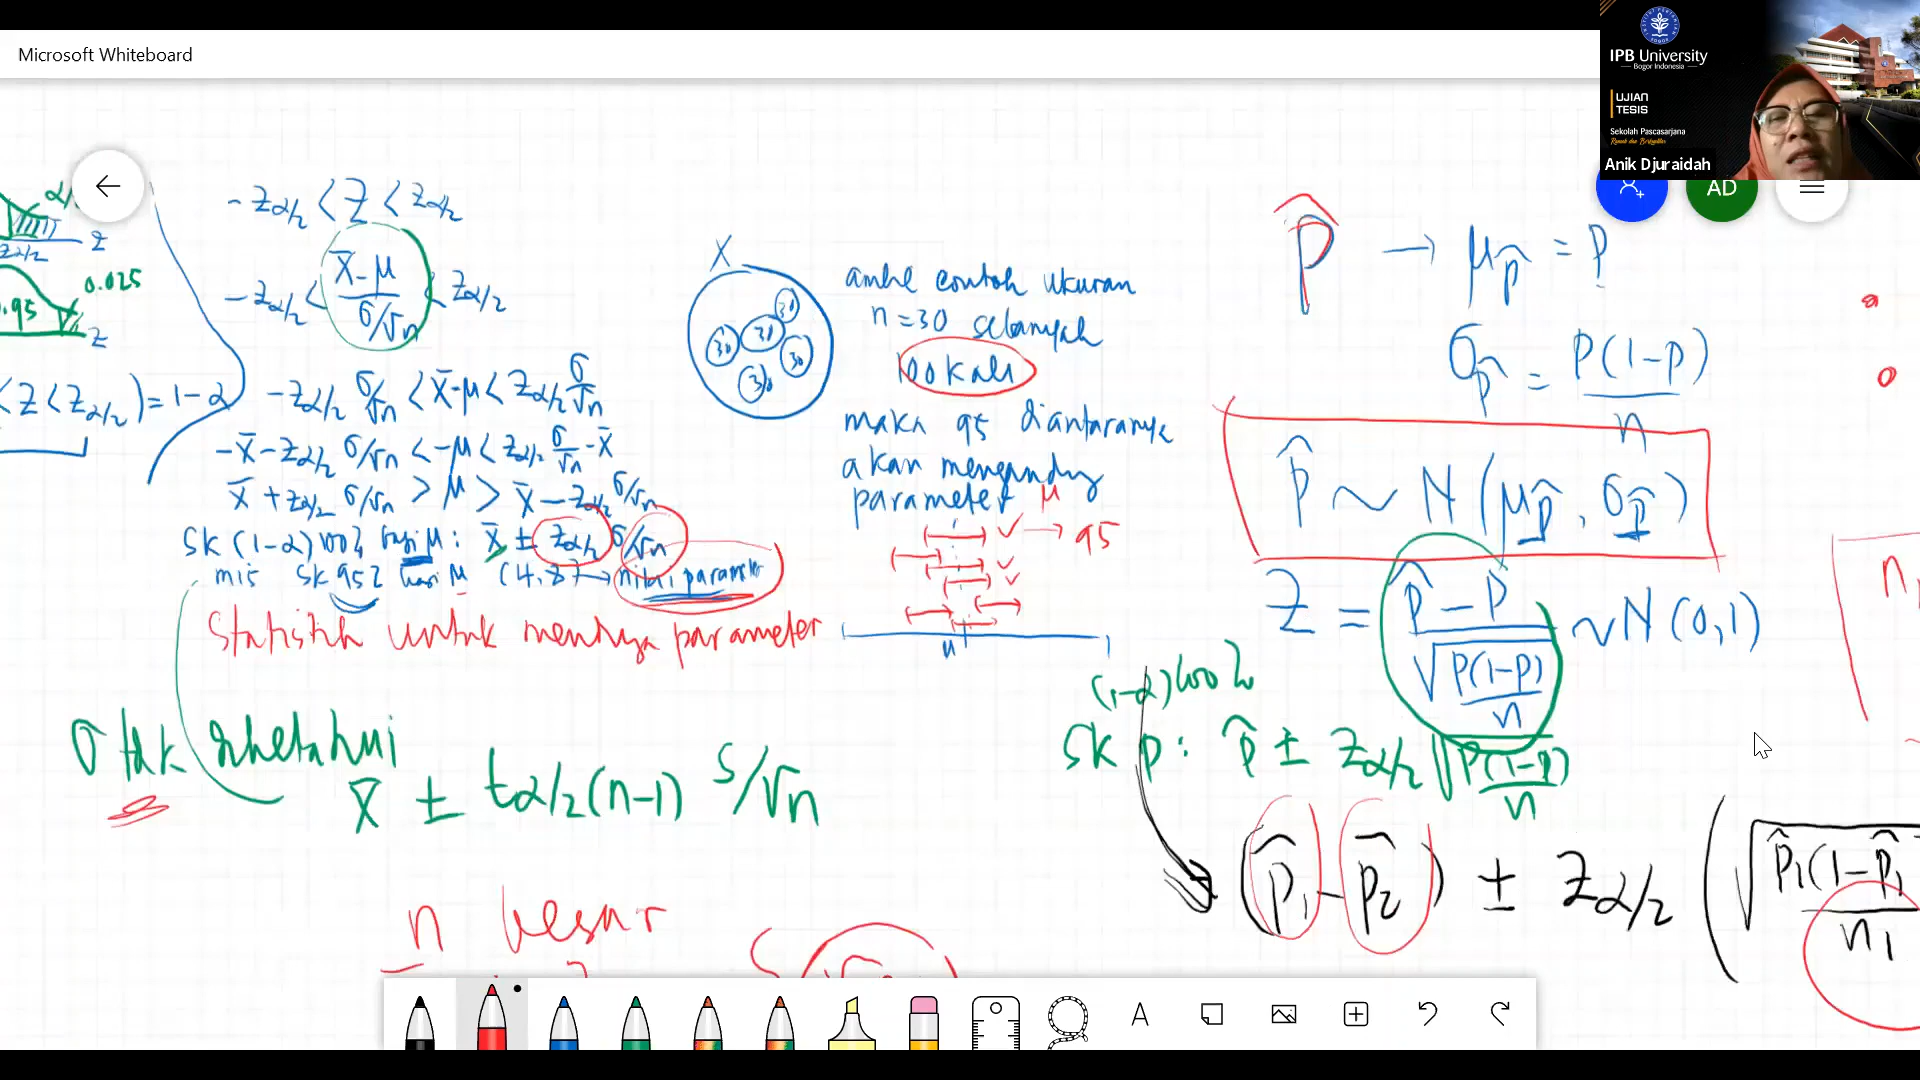 Microsoft Whiteboard
IPB University
Bogor Indonesia
UJIAN
TESIS
Sekolah Pascasarjana
Anik Djuraidah
AD
Z
0.025
.95
Z
< Z < Zα/2) = 1-α
-Zα/2 < Z < Zα/2
-Zα/2 < (X̄-μ)/(σ/√n) < Zα/2
-Zα/2 σ/√n < X̄-μ < Zα/2 σ/√n
-X̄-Zα/2 σ/√n < -μ < Zα/2 σ/√n - X̄
X̄ + Zα/2 σ/√n > μ > X̄ - Zα/2 σ/√n
SK (1-α)100% bagi μ : X̄ ± Zα/2 σ/√n
mis SK 95% bagi μ (4,8) → nilai parameter
Statistik untuk menduga parameter
σ tak diketahui
X̄ ± tα/2(n-1) S/√n
n besar
S
X
30
30
30
30
30
ambil contoh ukuran
n=30 sebanyak
100 kali
maka 95 diantaranya
akan mengandung
parameter μ
→ 95
μ
p̂ → μp̂ = p
σp̂ = p(1-p)/n
p̂ ~ N(μp̂, σp̂)
Z = (p̂-p)/√(p(1-p)/n) ~ N(0,1)
(1-α)100%
SK p : p̂ ± Zα/2 √(p(1-p)/n)
(p̂1-p̂2) ± Zα/2 (√(p̂1(1-p̂1)/n1